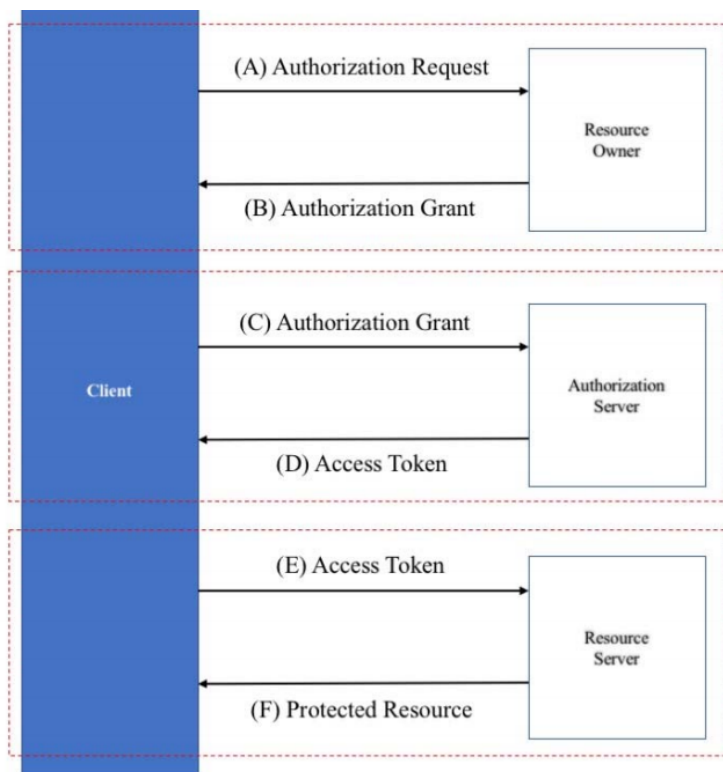 (A) Authorization Request
Resource
Owner
(B) Authorization Grant
(C) Authorization Grant
Client
Authorization
Server
(D) Access Token
(E) Access Token
Resource
Server
(F) Protected Resource